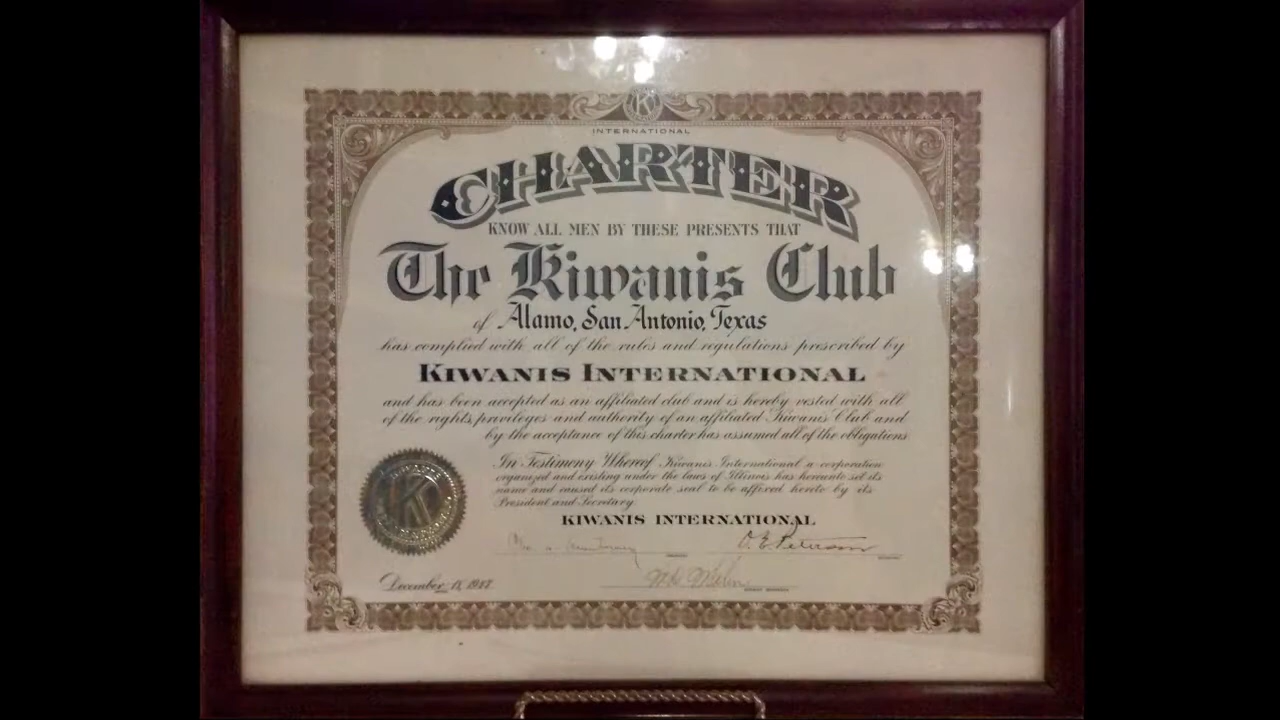 K
INTERNATIONAL
CHARTER
KNOW ALL MEN BY THESE PRESENTS THAT
The Kiwanis Club
of Alamo, San Antonio, Texas
has complied with all of the rules and regulations prescribed by
KIWANIS INTERNATIONAL
and has been accepted as an affiliated club and is hereby vested with all
of the rights, privileges and authority of an affiliated Kiwanis Club and
by the acceptance of this charter has assumed all of the obligations
In Testimony Whereof Kiwanis International a corporation
organized and existing under the laws of Illinois has hereunto set its
name and caused its corporate seal to be affixed hereto by its
President and Secretary
KIWANIS INTERNATIONAL
O. E. Peterson
KIWANIS
K
INTERNATIONAL
December